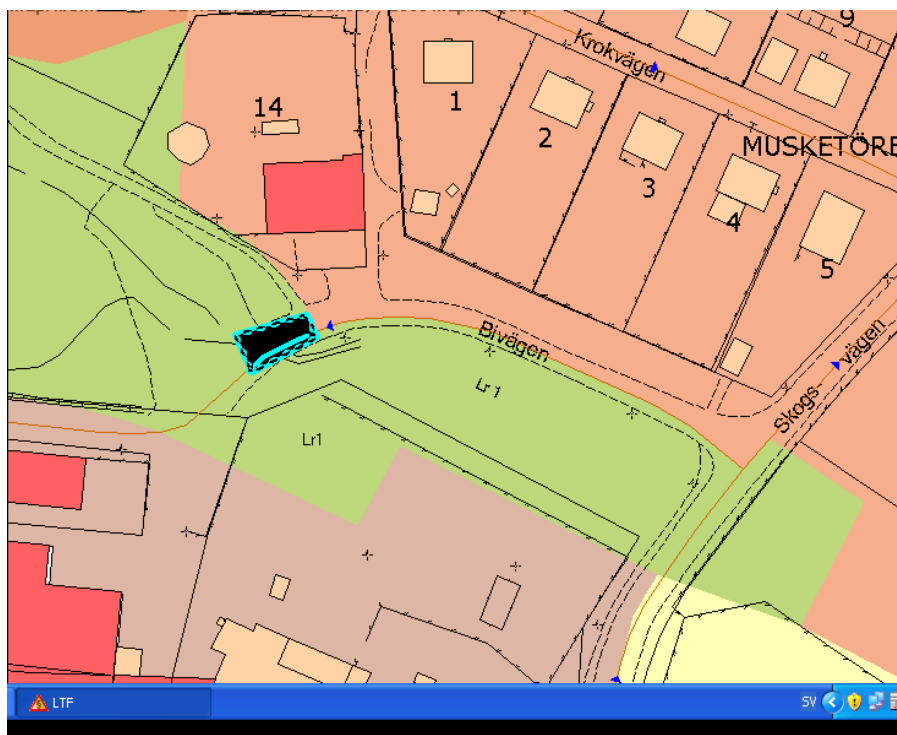 9
Krokvägen
1
14
2
MUSKETÖRE
3
4
5
Bivägen
Skogs- vägen
Lr 1
Lr1
LTF
SV